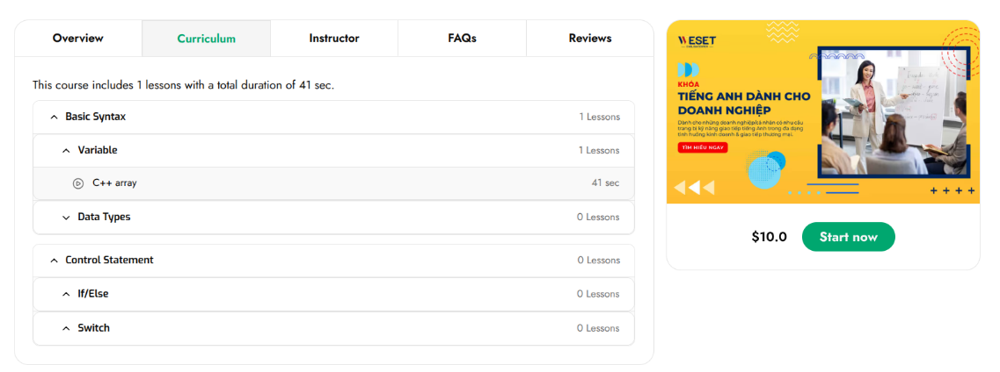 Overview
Curriculum
Instructor
FAQs
Reviews
This course includes 1 lessons with a total duration of 41 sec.
Basic Syntax
1 Lessons
Variable
1 Lessons
C++ array
41 sec
Data Types
0 Lessons
Control Statement
0 Lessons
If/Else
0 Lessons
Switch
0 Lessons
ESET
KHÓA
TIẾNG ANH DÀNH CHO
DOANH NGHIỆP
Dành cho những doanh nghiệp/cá nhân có nhu cầu
trang bị kỹ năng giao tiếp tiếng Anh trong đa dạng
tình huống kinh doanh & giao tiếp thương mại.
TÌM HIỂU NGAY
$10.0
Start now